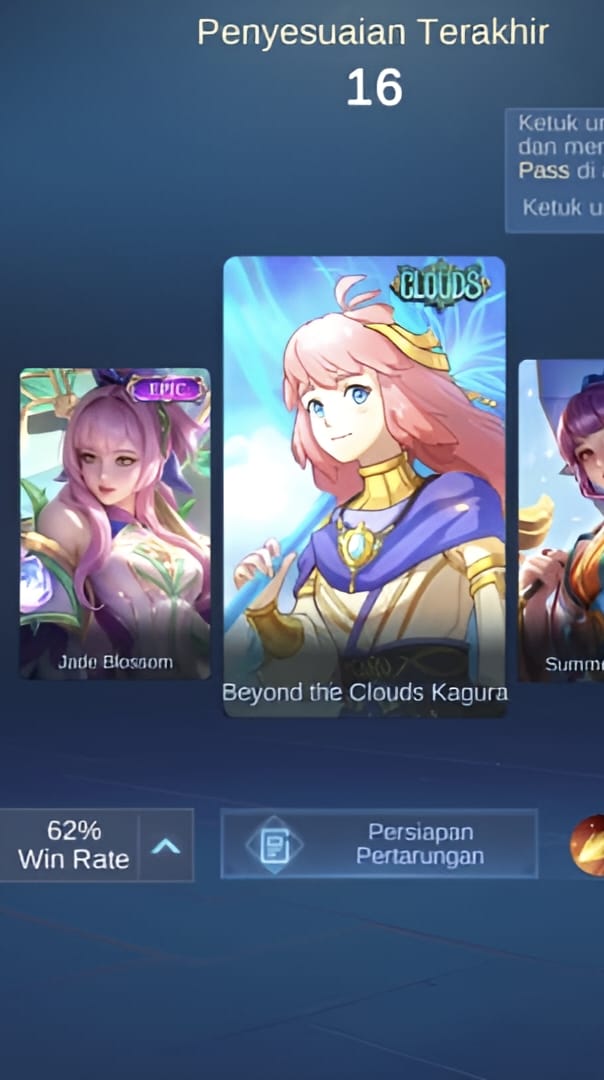 Penyesuaian Terakhir
16
Ketuk
dan
Pass di
Ketuk
CLOUDS
EPIC
Jade Blossom
Beyond the Clouds Kagura
62%
Win Rate
Persiapan
Pertarungan